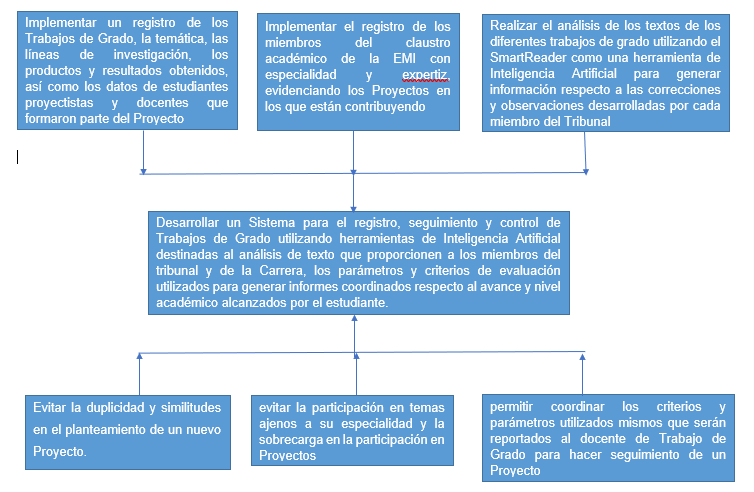 Implementar un registro de los
Trabajos de Grado, la temática, las
líneas de investigación, los
productos y resultados obtenidos,
así como los datos de estudiantes
proyectistas y docentes que
formaron parte del Proyecto
Implementar el registro de los
miembros del claustro
académico de la EMI con
especialidad y expertiz,
evidenciando los Proyectos en
los que están contribuyendo
Realizar el análisis de los textos de los
diferentes trabajos de grado utilizando el
SmartReader como una herramienta de
Inteligencia Artificial para generar
información respecto a las correcciones
y observaciones desarrolladas por cada
miembro del Tribunal
Desarrollar un Sistema para el registro, seguimiento y control de
Trabajos de Grado utilizando herramientas de Inteligencia Artificial
destinadas al análisis de texto que proporcionen a los miembros del
tribunal y de la Carrera, los parámetros y criterios de evaluación
utilizados para generar informes coordinados respecto al avance y nivel
académico alcanzados por el estudiante.
Evitar la duplicidad y similitudes
en el planteamiento de un nuevo
Proyecto.
evitar la participación en temas
ajenos a su especialidad y la
sobrecarga en la participación en
Proyectos
permitir coordinar los criterios y
parámetros utilizados mismos que serán
reportados al docente de Trabajo de
Grado para hacer seguimiento de un
Proyecto